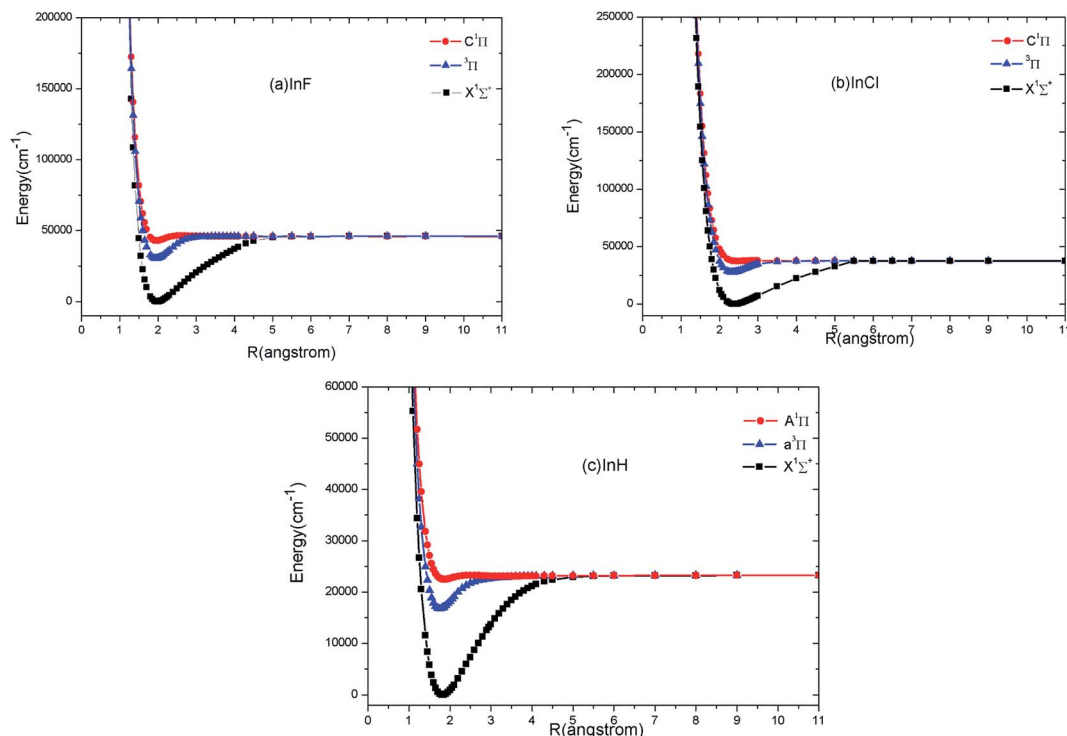 200000
150000
100000
50000
0
Energy(cm⁻¹)
(a)InF
C¹Π
³Π
X¹Σ⁺
0 1 2 3 4 5 6 7 8 9 10 11
R(angstrom)
250000
200000
150000
100000
50000
0
Energy(cm⁻¹)
(b)InCl
C¹Π
³Π
X¹Σ⁺
0 1 2 3 4 5 6 7 8 9 10 11
R(angstrom)
60000
50000
40000
30000
20000
10000
0
Energy(cm⁻¹)
(c)InH
A¹Π
a³Π
X¹Σ⁺
0 1 2 3 4 5 6 7 8 9 10 11
R(angstrom)